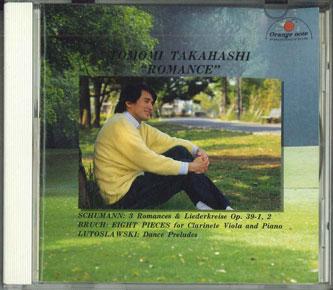 Orange note
TOMOMI TAKAHASHI
"ROMANCE"
SCHUMANN: 3 Romances & Liederkreise Op. 39-1, 2
BRUCH: EIGHT PIECES for Clarinete Viola and Piano
LUTOSLAWSKI: Dance Preludes